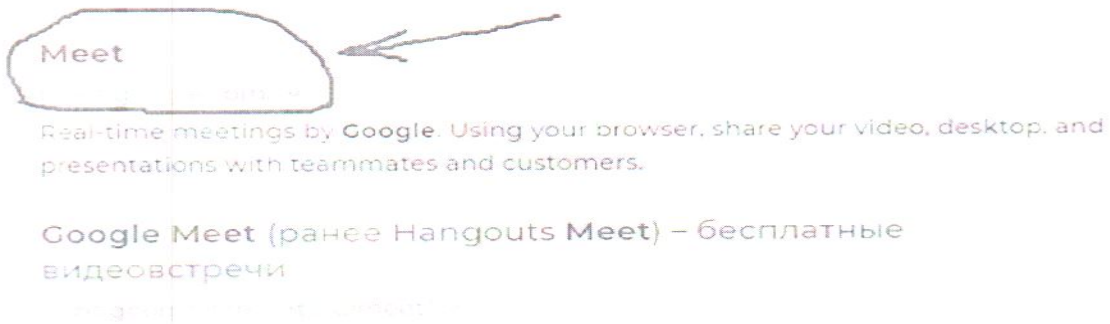 Meet
Real-time meetings by Google. Using your browser, share your video, desktop, and
presentations with teammates and customers.
Google Meet (ранее Hangouts Meet) – бесплатные
видеовстречи